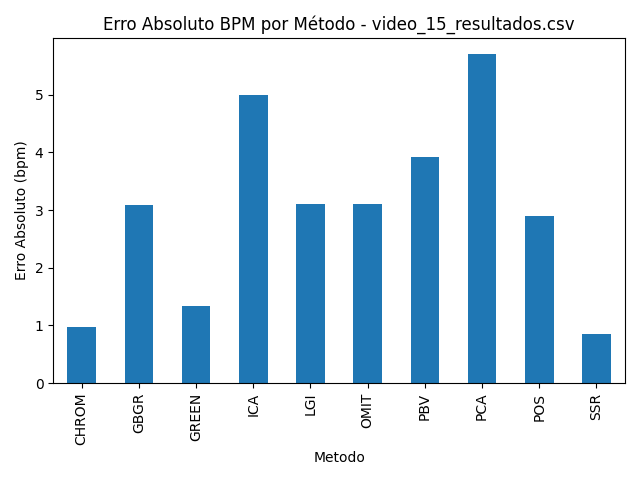 Erro Absoluto BPM por Método - video_15_resultados.csv
Erro Absoluto (bpm)
5
4
3
2
1
0
CHROM
GBGR
GREEN
ICA
LGI
OMIT
PBV
PCA
POS
SSR
Metodo